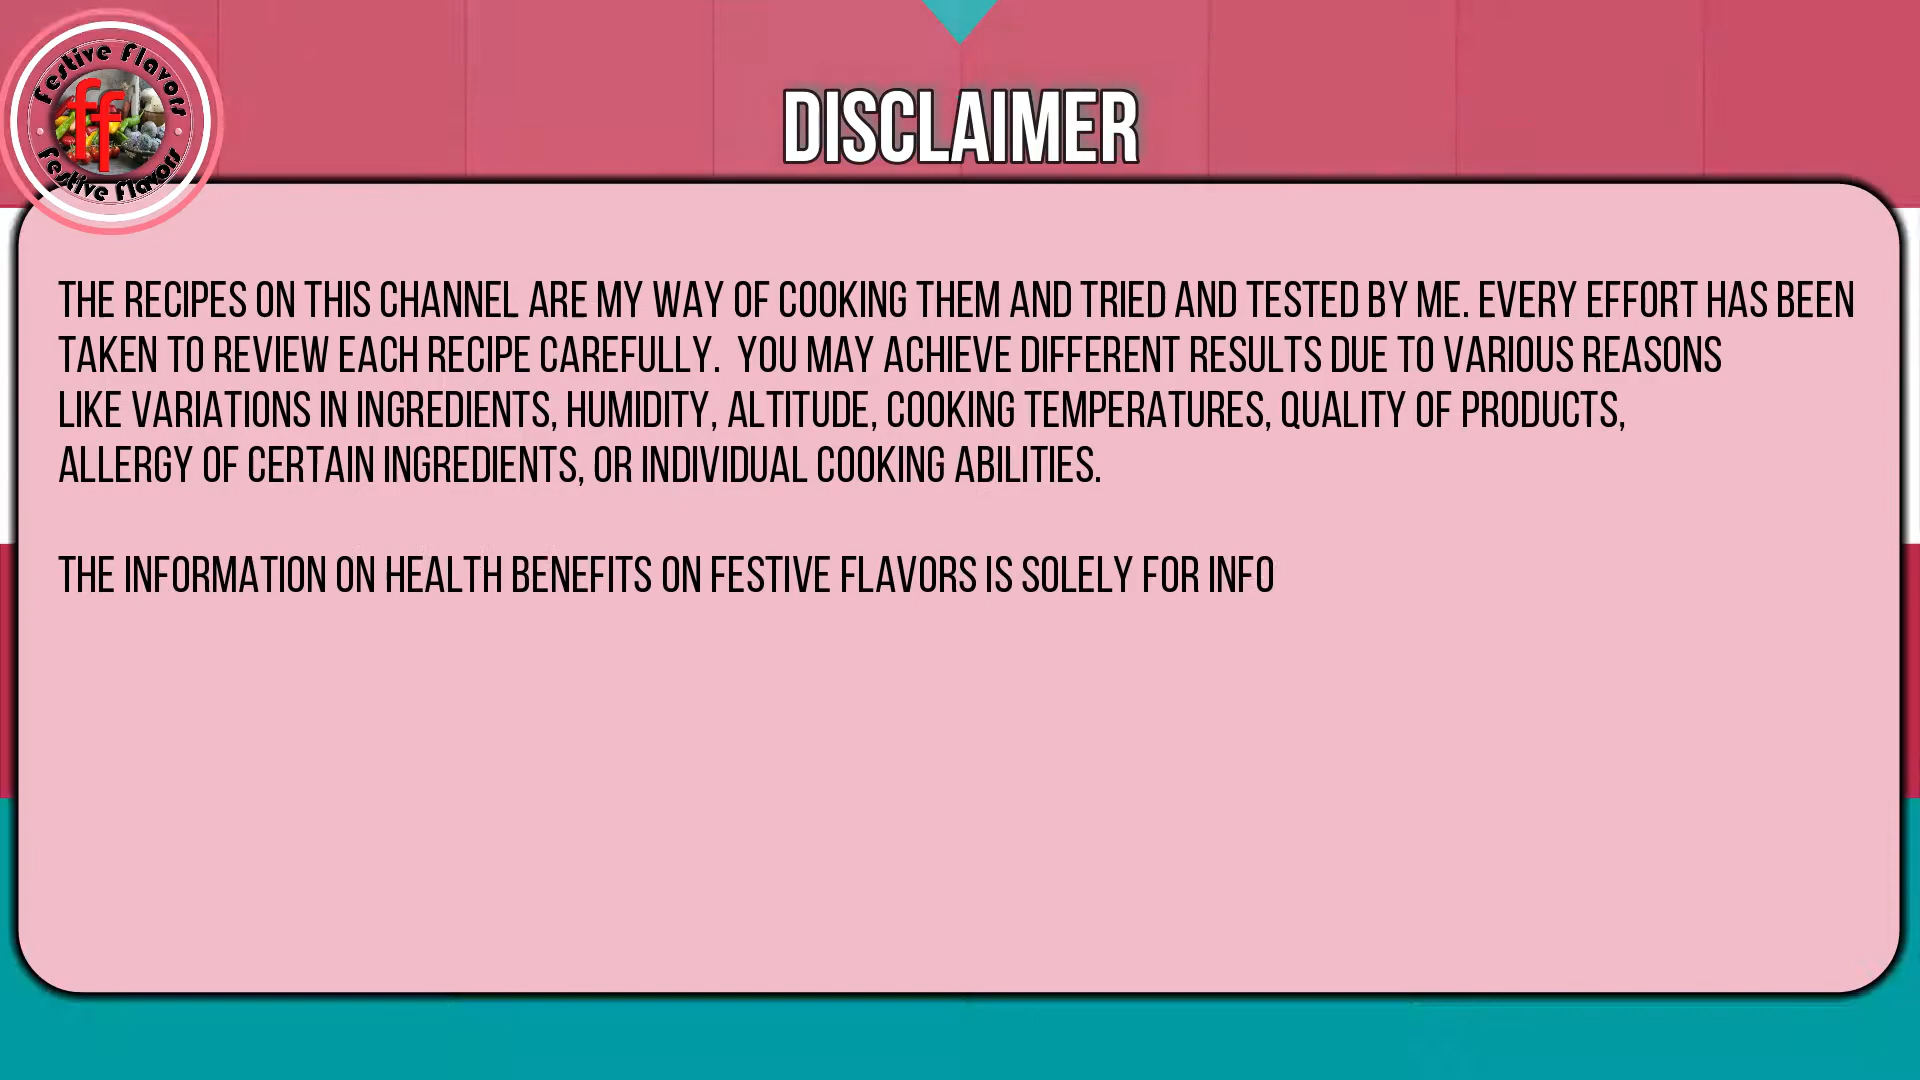 Festive Flavors
ff
Festive Flavors
DISCLAIMER
THE RECIPES ON THIS CHANNEL ARE MY WAY OF COOKING THEM AND TRIED AND TESTED BY ME. EVERY EFFORT HAS BEEN
TAKEN TO REVIEW EACH RECIPE CAREFULLY.  YOU MAY ACHIEVE DIFFERENT RESULTS DUE TO VARIOUS REASONS
LIKE VARIATIONS IN INGREDIENTS, HUMIDITY, ALTITUDE, COOKING TEMPERATURES, QUALITY OF PRODUCTS,
ALLERGY OF CERTAIN INGREDIENTS, OR INDIVIDUAL COOKING ABILITIES.
THE INFORMATION ON HEALTH BENEFITS ON FESTIVE FLAVORS IS SOLELY FOR INFO